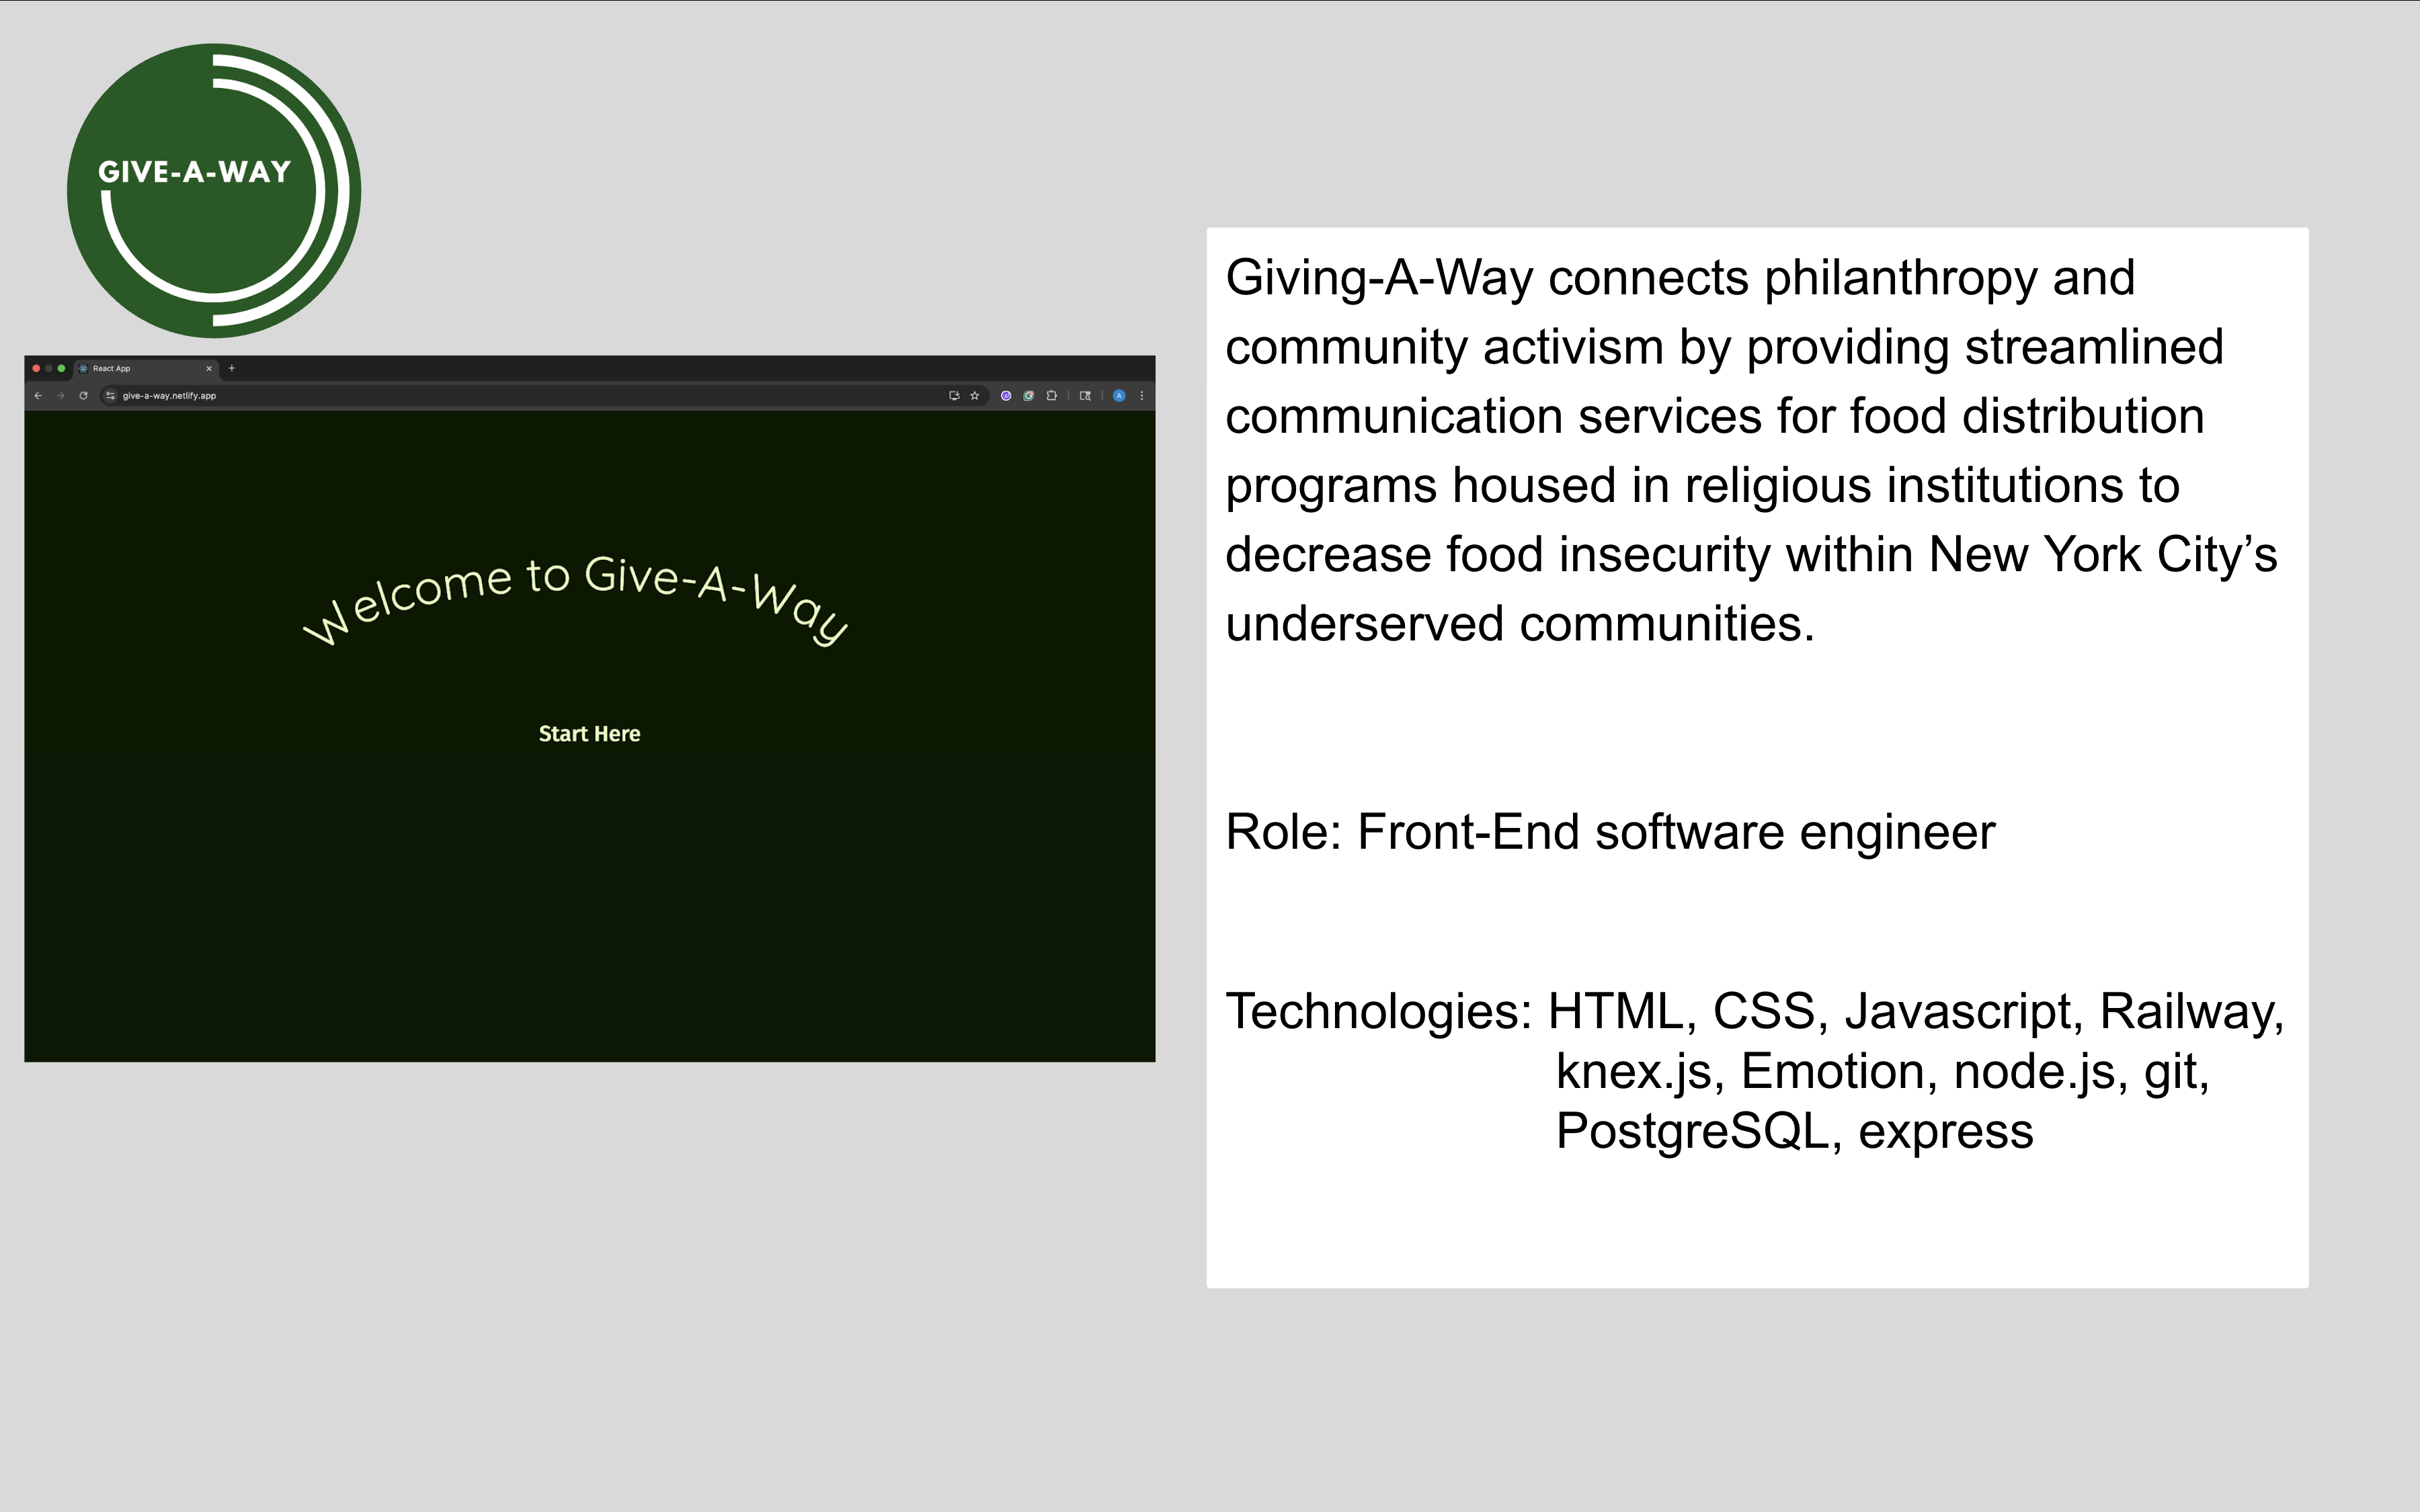 GIVE-A-WAY
React App
give-a-way.netlify.app
A
Welcome to Give-A-Way
Start Here
Giving-A-Way connects philanthropy and
community activism by providing streamlined
communication services for food distribution
programs housed in religious institutions to
decrease food insecurity within New York City’s
underserved communities.
Role: Front-End software engineer
Technologies: HTML, CSS, Javascript, Railway,
knex.js, Emotion, node.js, git,
PostgreSQL, express